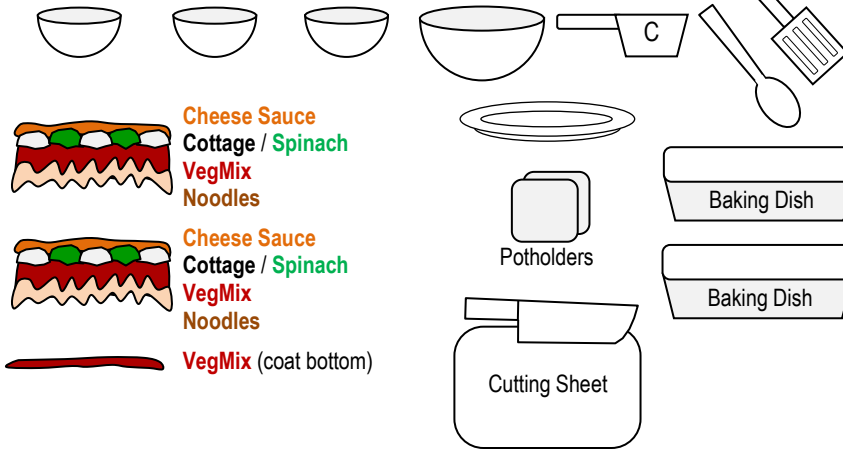 C
Cheese Sauce
Cottage / Spinach
VegMix
Noodles
Cheese Sauce
Cottage / Spinach
VegMix
Noodles
VegMix (coat bottom)
Potholders
Baking Dish
Baking Dish
Cutting Sheet